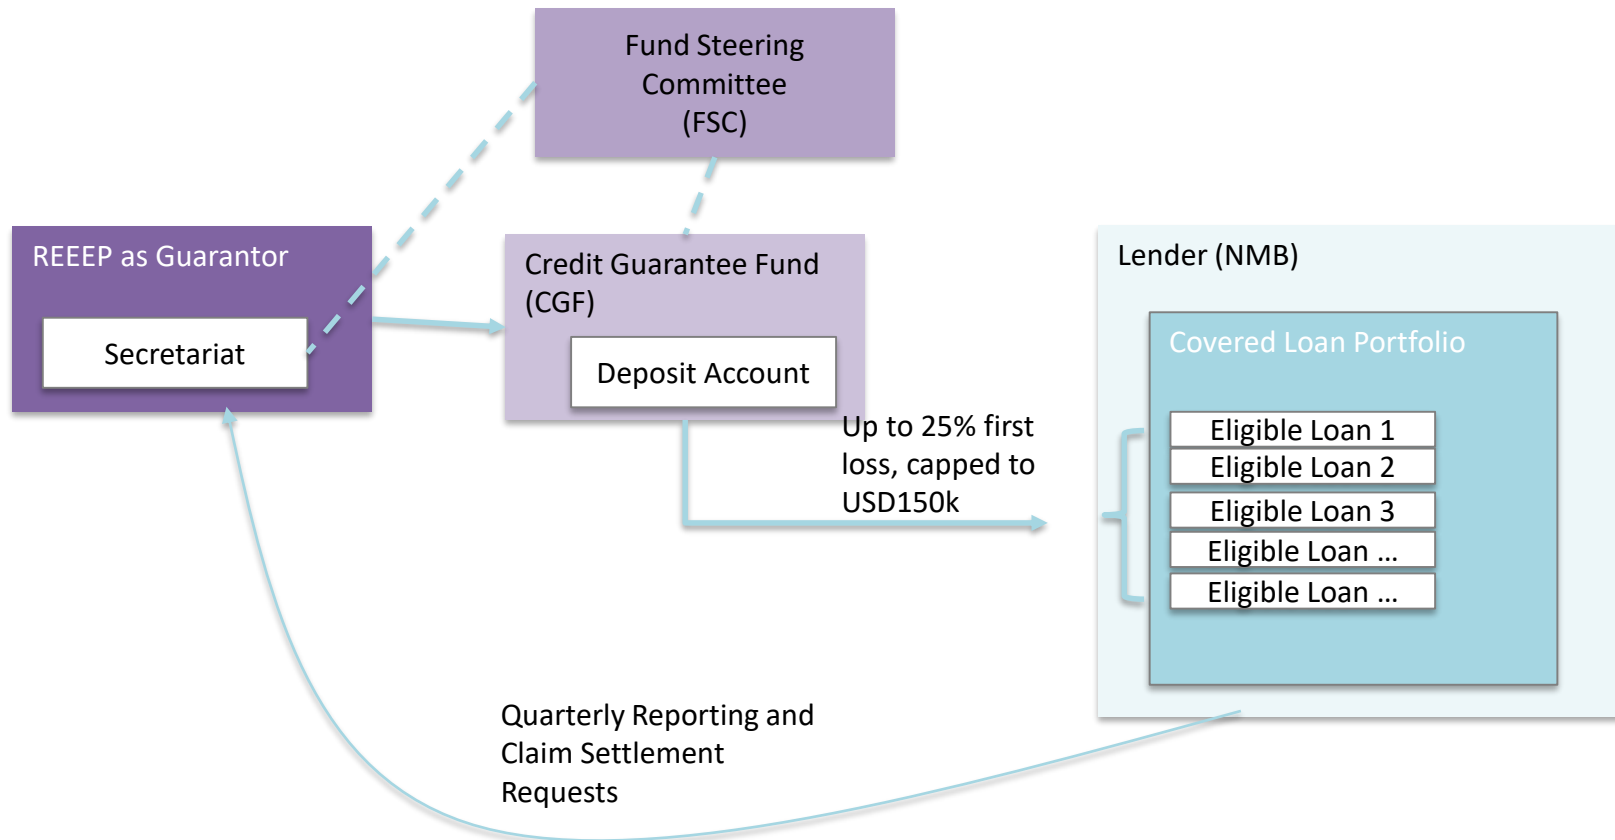 Fund Steering
Committee
(FSC)
REEEP as Guarantor
Secretariat
Credit Guarantee Fund
(CGF)
Deposit Account
Up to 25% first
loss, capped to
USD150k
Lender (NMB)
Covered Loan Portfolio
Eligible Loan 1
Eligible Loan 2
Eligible Loan 3
Eligible Loan ...
Eligible Loan ...
Quarterly Reporting and
Claim Settlement
Requests